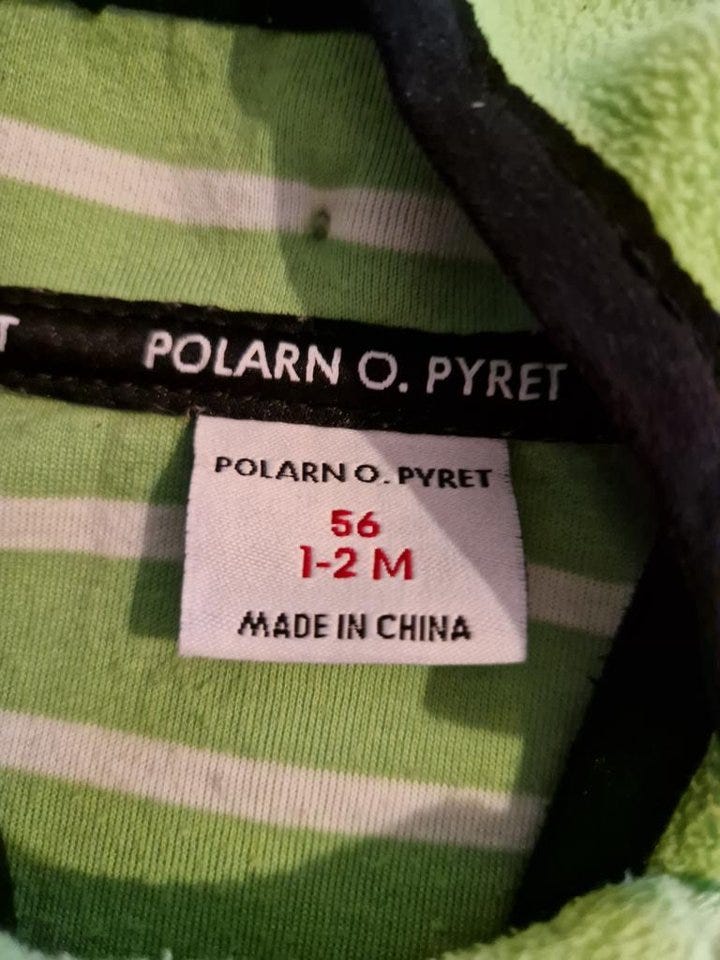 T POLARN O. PYRET
POLARN O. PYRET
56
1-2 M
MADE IN CHINA